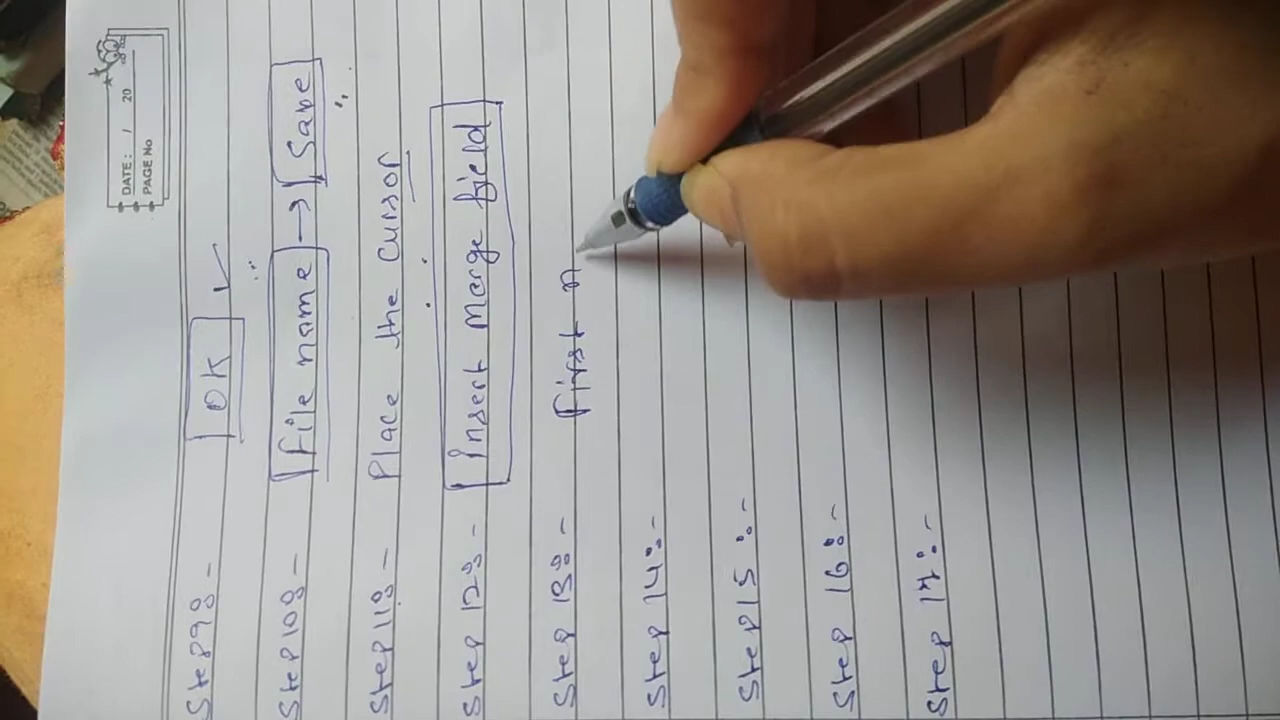 DATE: / 20
PAGE No
Step 9:- OK
Step 10:- File name → Save
Step 11:- Place the cursor
Step 12:- Insert Merge field
Step 13:- First n
Step 14:-
Step 15:-
Step 16:-
Step 17:-